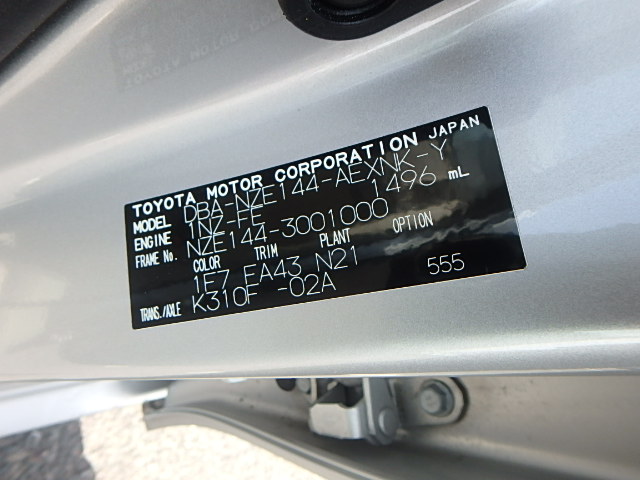 TOYOTA MOTOR CORPORATION JAPAN
MODEL DBA-NZE144-AEXNK-Y
ENGINE 1NZ-FE 1496 mL
FRAME No. NZE144-3001000
COLOR TRIM PLANT OPTION
1E7 FA43 N21
TRANS./AXLE K310F -02A 555